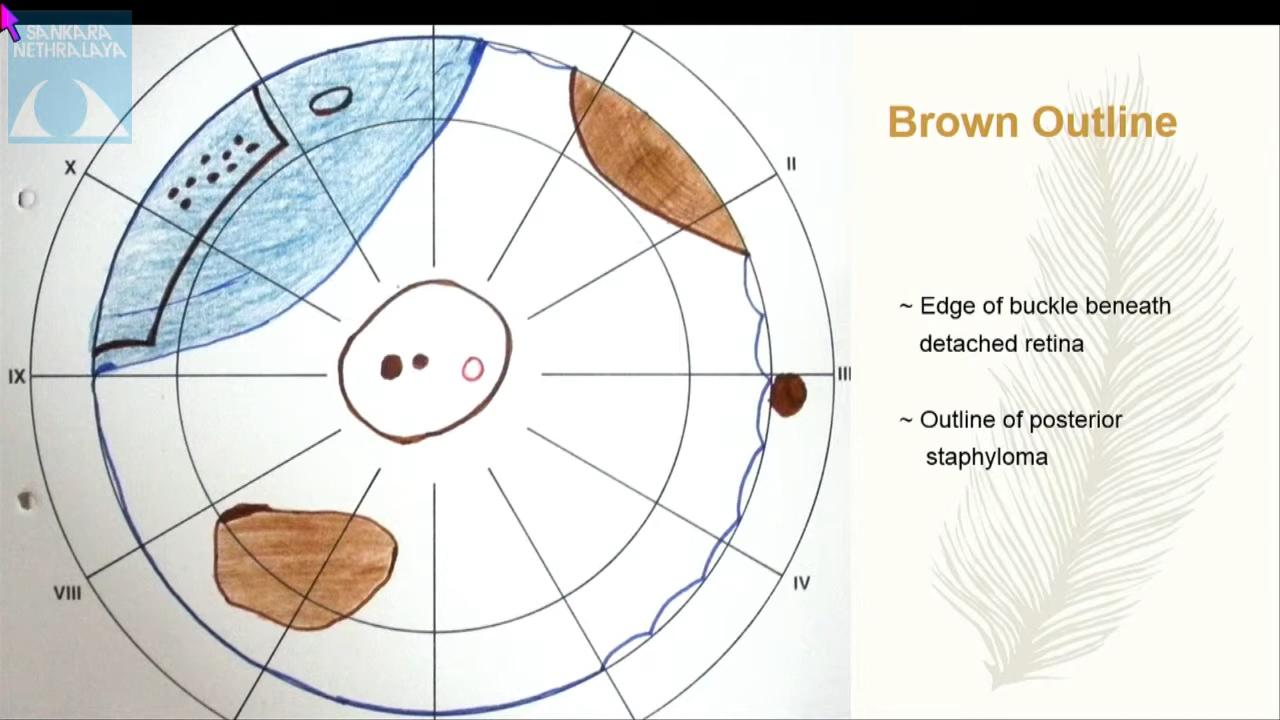 SANKARA
NETHRALAYA
Brown Outline
X
II
~ Edge of buckle beneath
detached retina
IX
III
~ Outline of posterior
staphyloma
VIII
IV